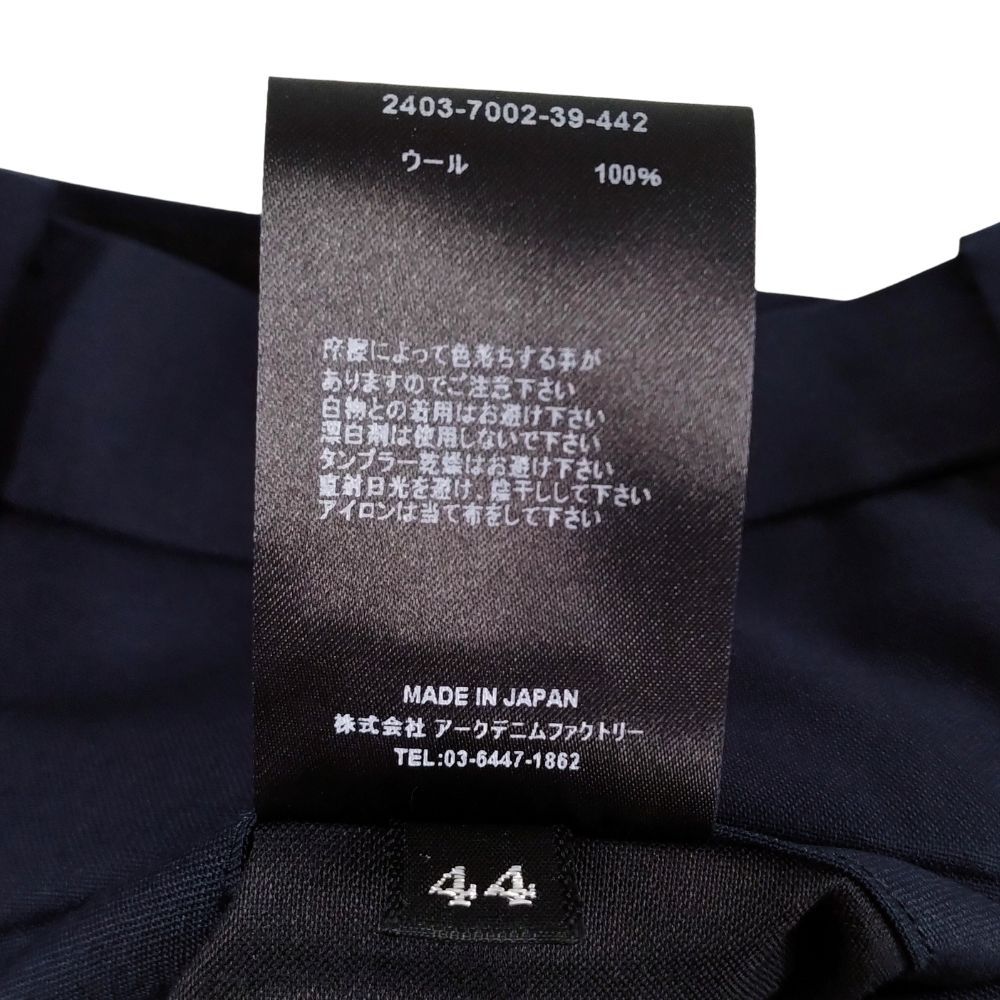 2403-7002-39-442
ウール 100%
摩擦によって色落ちする事が
ありますのでご注意下さい
白物との着用はお避け下さい
漂白剤は使用しないで下さい
タンブラー乾燥はお避け下さい
直射日光を避け、陰干しして下さい
アイロンは当て布をして下さい
MADE IN JAPAN
株式会社 アークデニムファクトリー
TEL:03-6447-1862
44